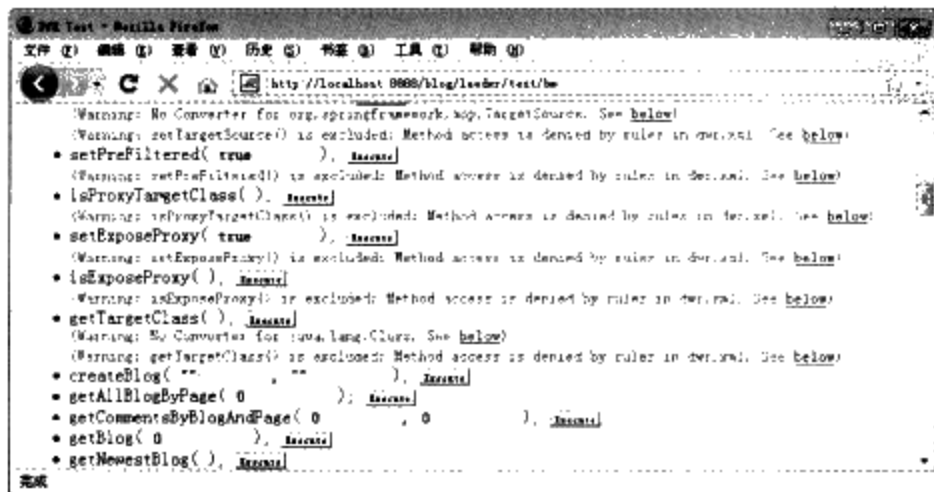 DWR Test - Mozilla Firefox
文件 (F) 编辑 (E) 查看 (V) 历史 (S) 书签 (B) 工具 (T) 帮助 (H)
http://localhost 8888/blog/leader/test/bm
(Warning: No Converter for org.springframework.aop.TargetSource. See below)
(Warning: setTargetSource() is excluded: Method access is denied by rules in dwr.xml. See below)
• setPreFiltered( true ), Execute
(Warning: setPreFiltered() is excluded: Method access is denied by rules in dwr.xml. See below)
• isProxyTargetClass( ), Execute
(Warning: isProxyTargetClass() is excluded: Method access is denied by rules in dwr.xml. See below)
• setExposeProxy( true ), Execute
(Warning: setExposeProxy() is excluded: Method access is denied by rules in dwr.xml. See below)
• isExposeProxy( ), Execute
(Warning: isExposeProxy() is excluded: Method access is denied by rules in dwr.xml. See below)
• getTargetClass( ), Execute
(Warning: No Converter for java.lang.Class. See below)
(Warning: getTargetClass() is excluded: Method access is denied by rules in dwr.xml. See below)
• createBlog( "", "" ), Execute
• getAllBlogByPage( 0 ); Execute
• getCommentsByBlogAndPage( 0 , 0 ), Execute
• getBlog( 0 ), Execute
• getNewestBlog( ), Execute
完成